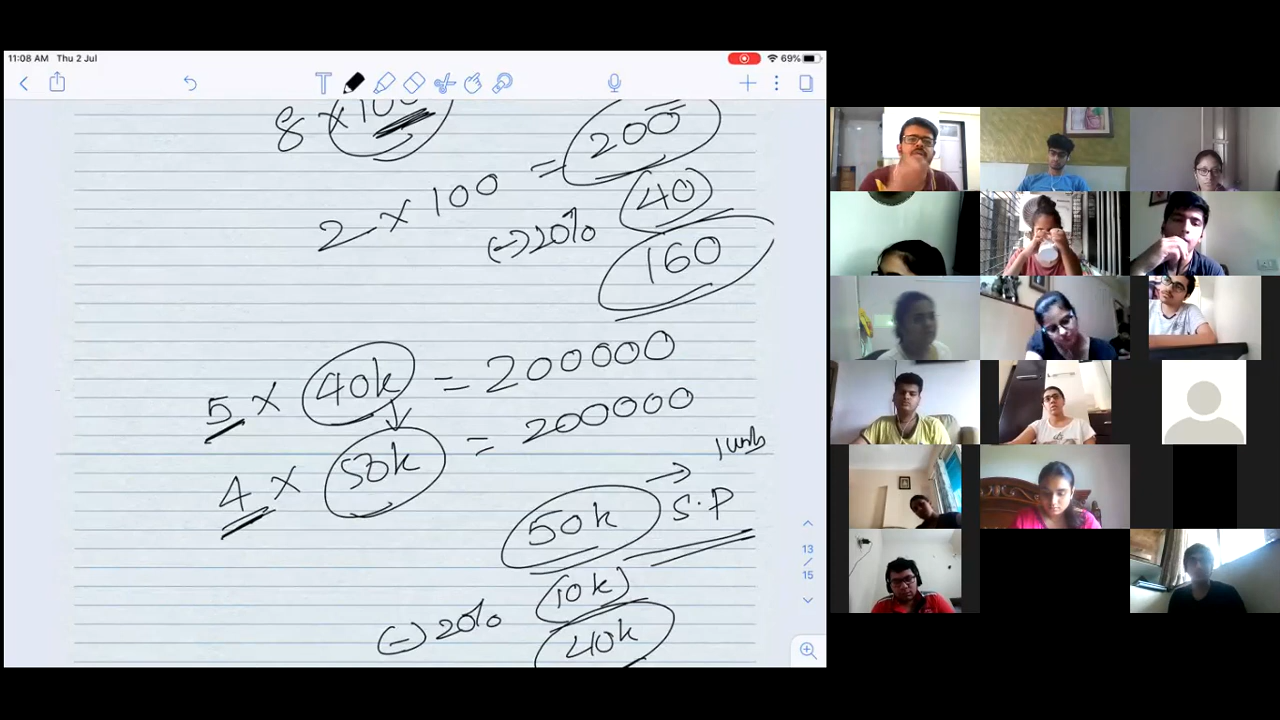 11:08 AM Thu 2 Jul
69%
8 × 100
2 × 100 = 200
(-) 20% 40
160
5 × 40k = 200000
4 × 50k = 200000
1 unit
50k → S.P
10k
(-) 20%
40k
13
/
15